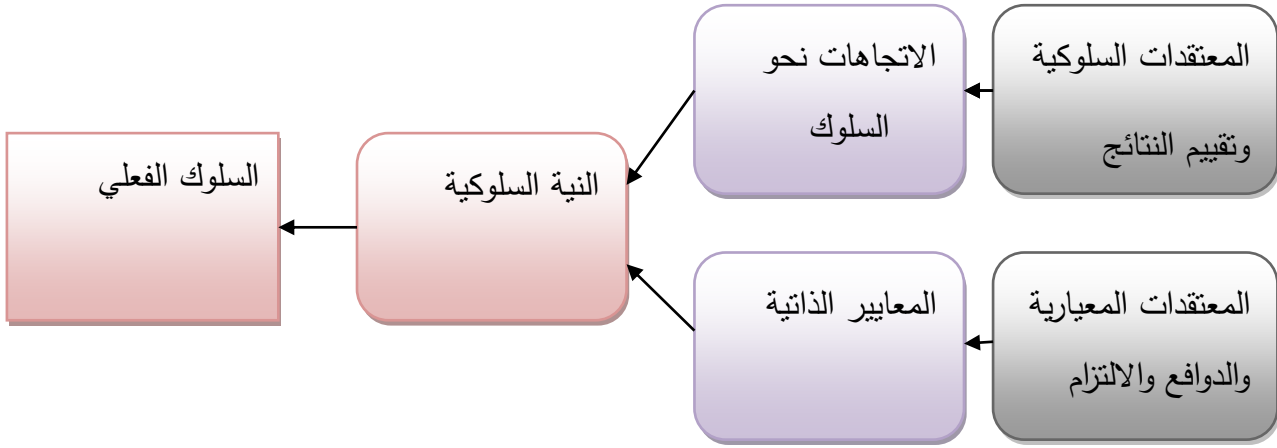 المعتقدات السلوكية
وتقييم النتائج
الاتجاهات نحو
السلوك
النية السلوكية
السلوك الفعلي
المعتقدات المعيارية
والدوافع والالتزام
المعايير الذاتية